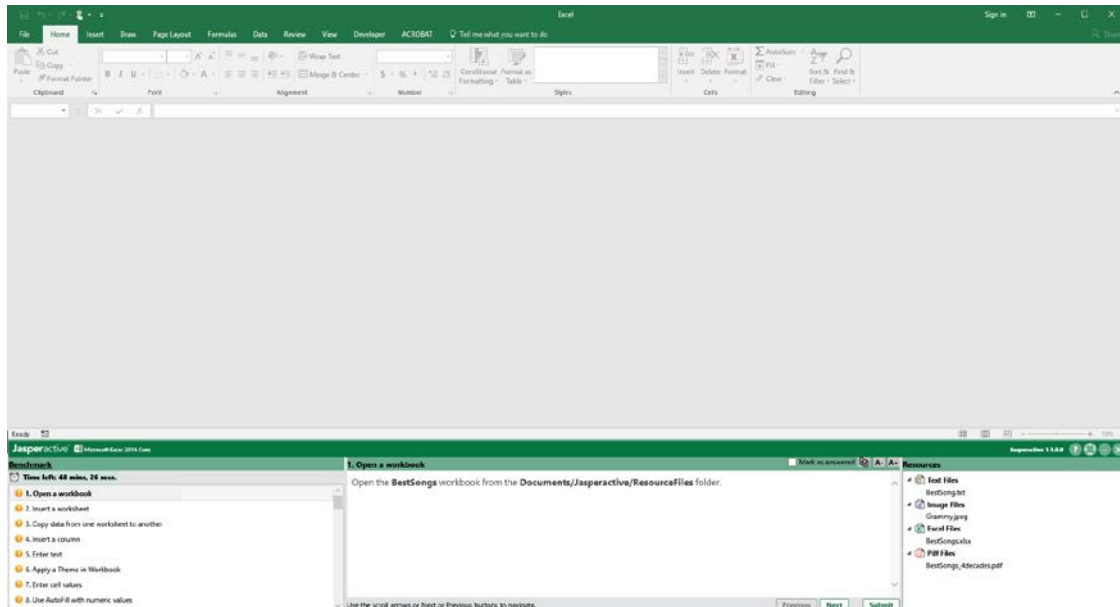 Excel
Sign in
File Home Insert Draw Page Layout Formulas Data Review View Developer ACROBAT Tell me what you want to do
Share
Cut
Copy
Format Painter
Paste
Clipboard
B I U
Font
Wrap Text
Merge & Center
Alignment
$ %
Number
Conditional Formatting
Format as Table
Styles
Insert Delete Format
Cells
AutoSum
Fill
Clear
Sort & Filter
Find & Select
Editing
Ready
Jasperactive Microsoft Excel 2016 Core
Jasperactive
Benchmark
Time left: 48 mins, 26 secs.
1. Open a workbook
2. Insert a worksheet
3. Copy data from one worksheet to another
4. Insert a column
5. Enter text
6. Apply a Theme in Workbook
7. Enter cell values
8. Use AutoFill with numeric values
1. Open a workbook
Mark as answered A- A+
Open the BestSongs workbook from the Documents/Jasperactive/ResourceFiles folder.
Use the scroll arrows or Next or Previous buttons to navigate.
Previous Next Submit
Resources
Text Files
BestSong.txt
Image Files
Grammy.jpeg
Excel Files
BestSongs.xlsx
Pdf Files
BestSongs_4decades.pdf